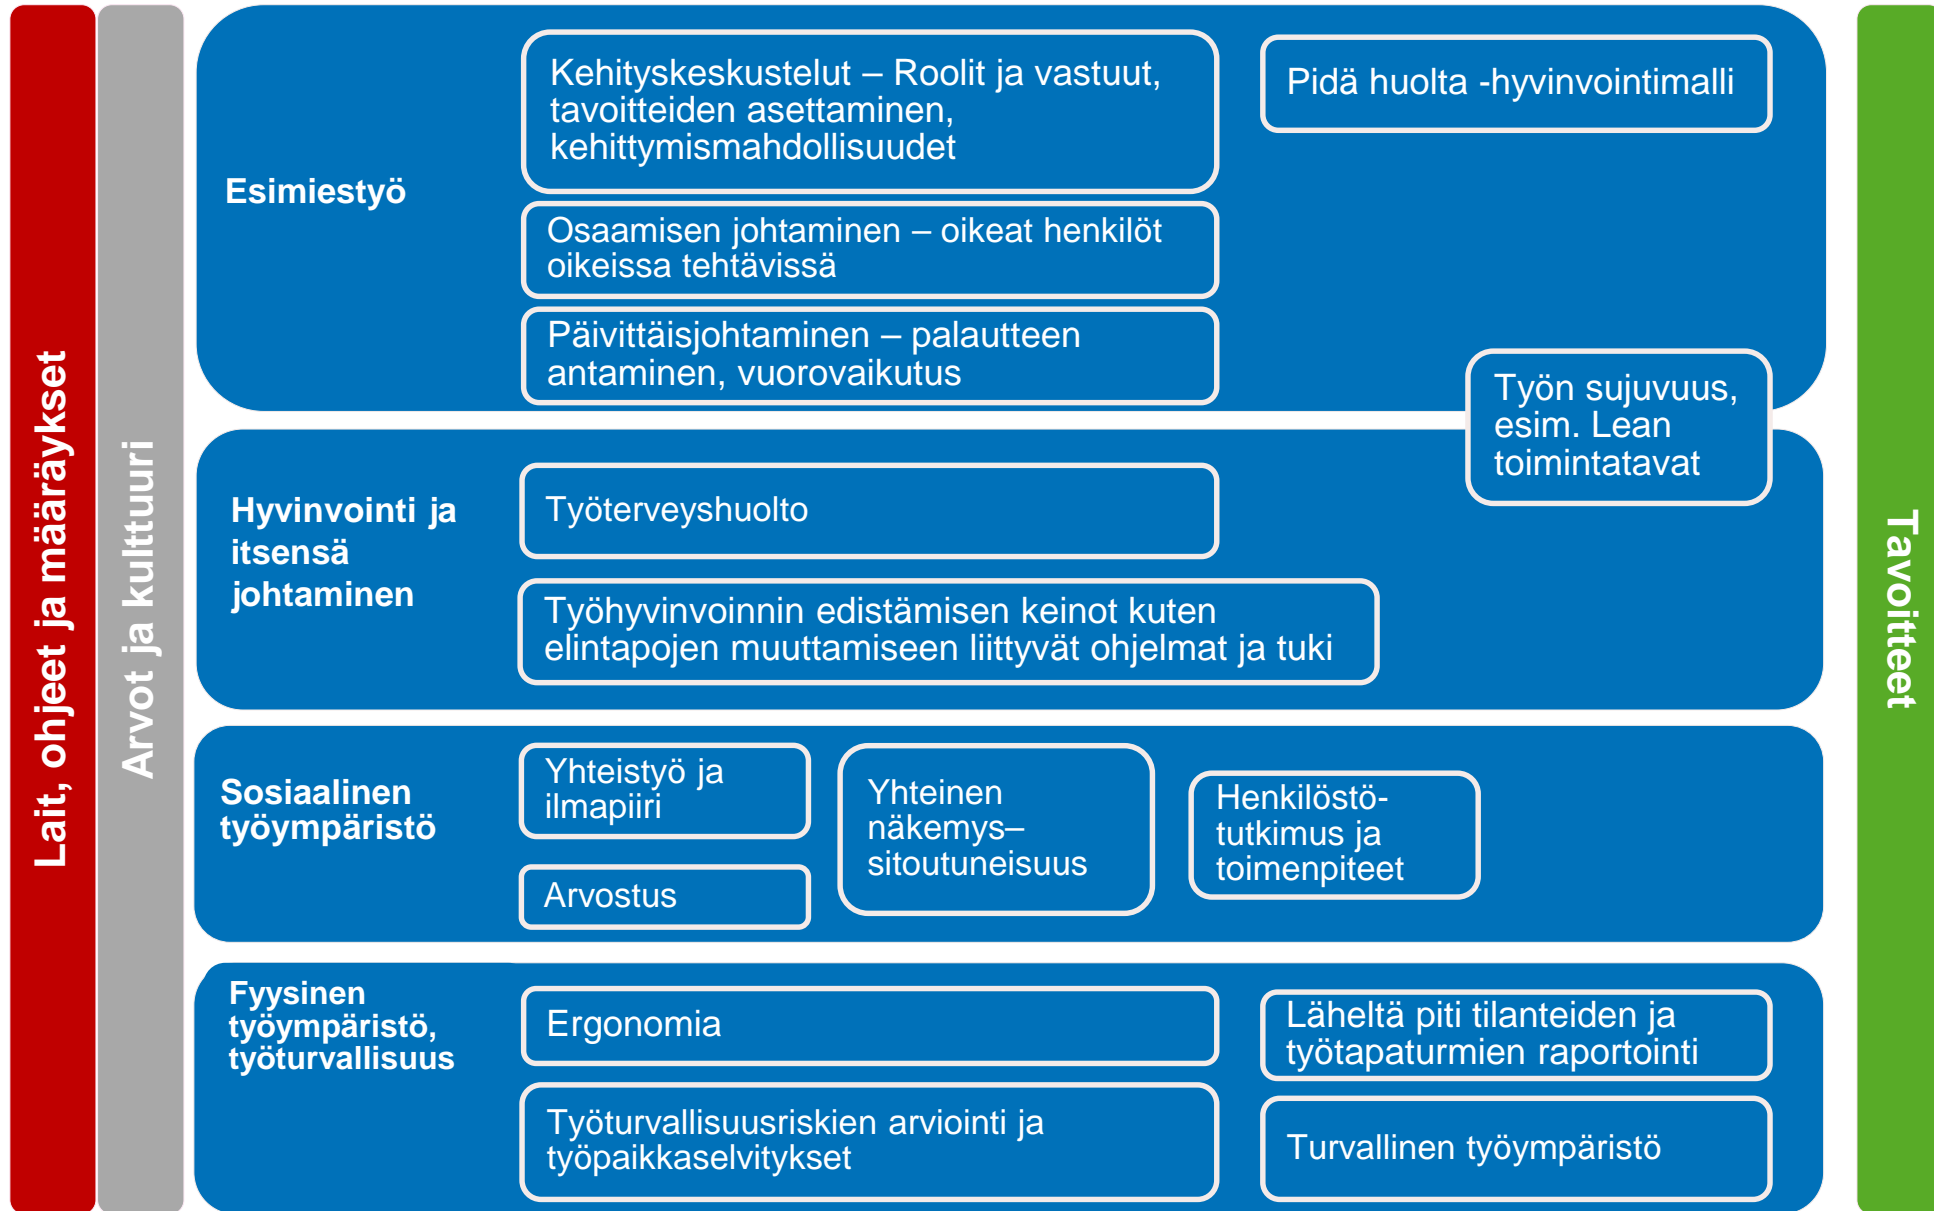 Lait, ohjeet ja määräykset
Arvot ja kulttuuri
Esimiestyö
Kehityskeskustelut – Roolit ja vastuut,
tavoitteiden asettaminen,
kehittymismahdollisuudet
Pidä huolta -hyvinvointimalli
Osaamisen johtaminen – oikeat henkilöt
oikeissa tehtävissä
Päivittäisjohtaminen – palautteen
antaminen, vuorovaikutus
Työn sujuvuus,
esim. Lean
toimintatavat
Hyvinvointi ja
itsensä
johtaminen
Työterveyshuolto
Työhyvinvoinnin edistämisen keinot kuten
elintapojen muuttamiseen liittyvät ohjelmat ja tuki
Sosiaalinen
työympäristö
Yhteistyö ja
ilmapiiri
Arvostus
Yhteinen
näkemys–
sitoutuneisuus
Henkilöstö-
tutkimus ja
toimenpiteet
Fyysinen
työympäristö,
työturvallisuus
Ergonomia
Läheltä piti tilanteiden ja
työtapaturmien raportointi
Työturvallisuusriskien arviointi ja
työpaikkaselvitykset
Turvallinen työympäristö
Tavoitteet